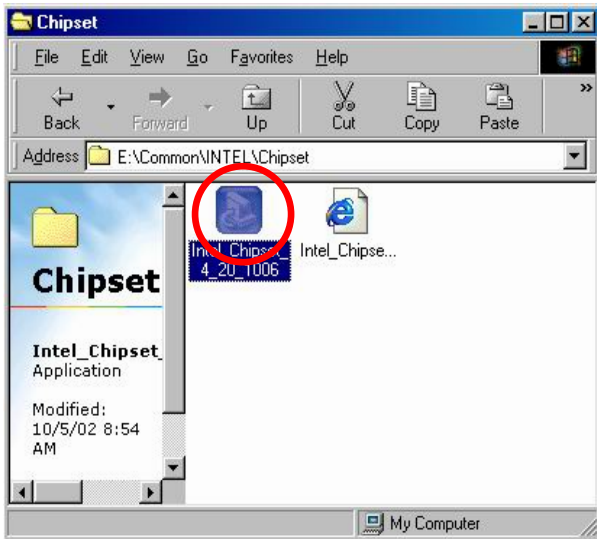 Chipset
File Edit View Go Favorites Help
Back Forward Up Cut Copy Paste »
Address E:\Common\INTEL\Chipset
Intel_Chipset_
4_20_1006
Intel_Chipse...
Chipset
Intel_Chipset_
Application
Modified:
10/5/02 8:54
AM
My Computer